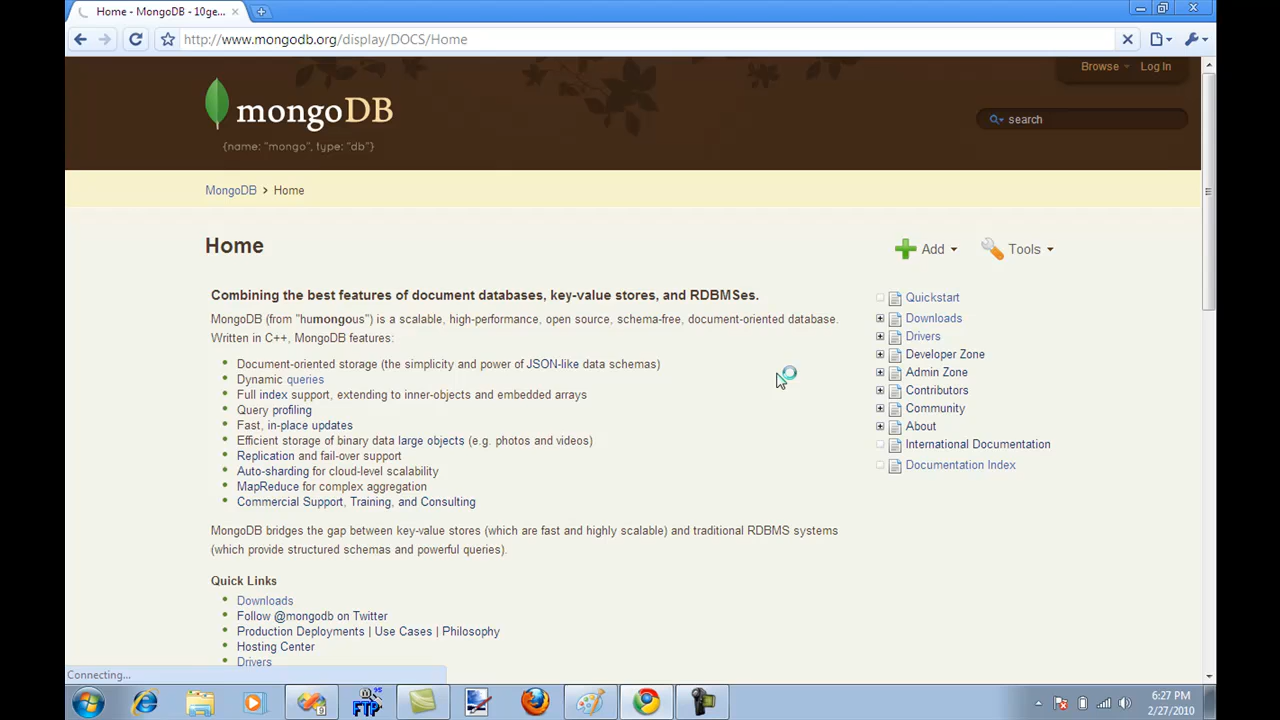 Home - MongoDB - 10ge...
http://www.mongodb.org/display/DOCS/Home
Browse Log In
mongoDB
{name: "mongo", type: "db"}
search
MongoDB > Home
Home
Add Tools
Combining the best features of document databases, key-value stores, and RDBMSes.
MongoDB (from "humongous") is a scalable, high-performance, open source, schema-free, document-oriented database.
Written in C++, MongoDB features:
Document-oriented storage (the simplicity and power of JSON-like data schemas)
Dynamic queries
Full index support, extending to inner-objects and embedded arrays
Query profiling
Fast, in-place updates
Efficient storage of binary data large objects (e.g. photos and videos)
Replication and fail-over support
Auto-sharding for cloud-level scalability
MapReduce for complex aggregation
Commercial Support, Training, and Consulting
MongoDB bridges the gap between key-value stores (which are fast and highly scalable) and traditional RDBMS systems
(which provide structured schemas and powerful queries).
Quick Links
Downloads
Follow @mongodb on Twitter
Production Deployments | Use Cases | Philosophy
Hosting Center
Drivers
Quickstart
Downloads
Drivers
Developer Zone
Admin Zone
Contributors
Community
About
International Documentation
Documentation Index
Connecting...
FTP
6:27 PM
2/27/2010